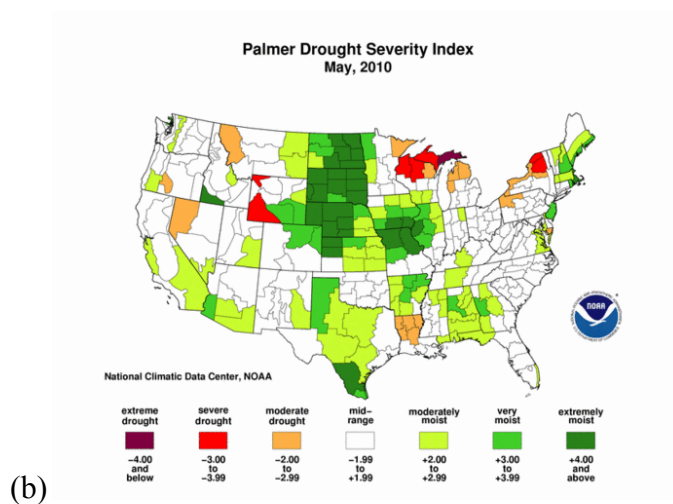 Palmer Drought Severity Index
May, 2010
NOAA
National Climatic Data Center, NOAA
extreme drought
severe drought
moderate drought
mid-range
moderately moist
very moist
extremely moist
-4.00 and below
-3.00 to -3.99
-2.00 to -2.99
-1.99 to +1.99
+2.00 to +2.99
+3.00 to +3.99
+4.00 and above
(b)